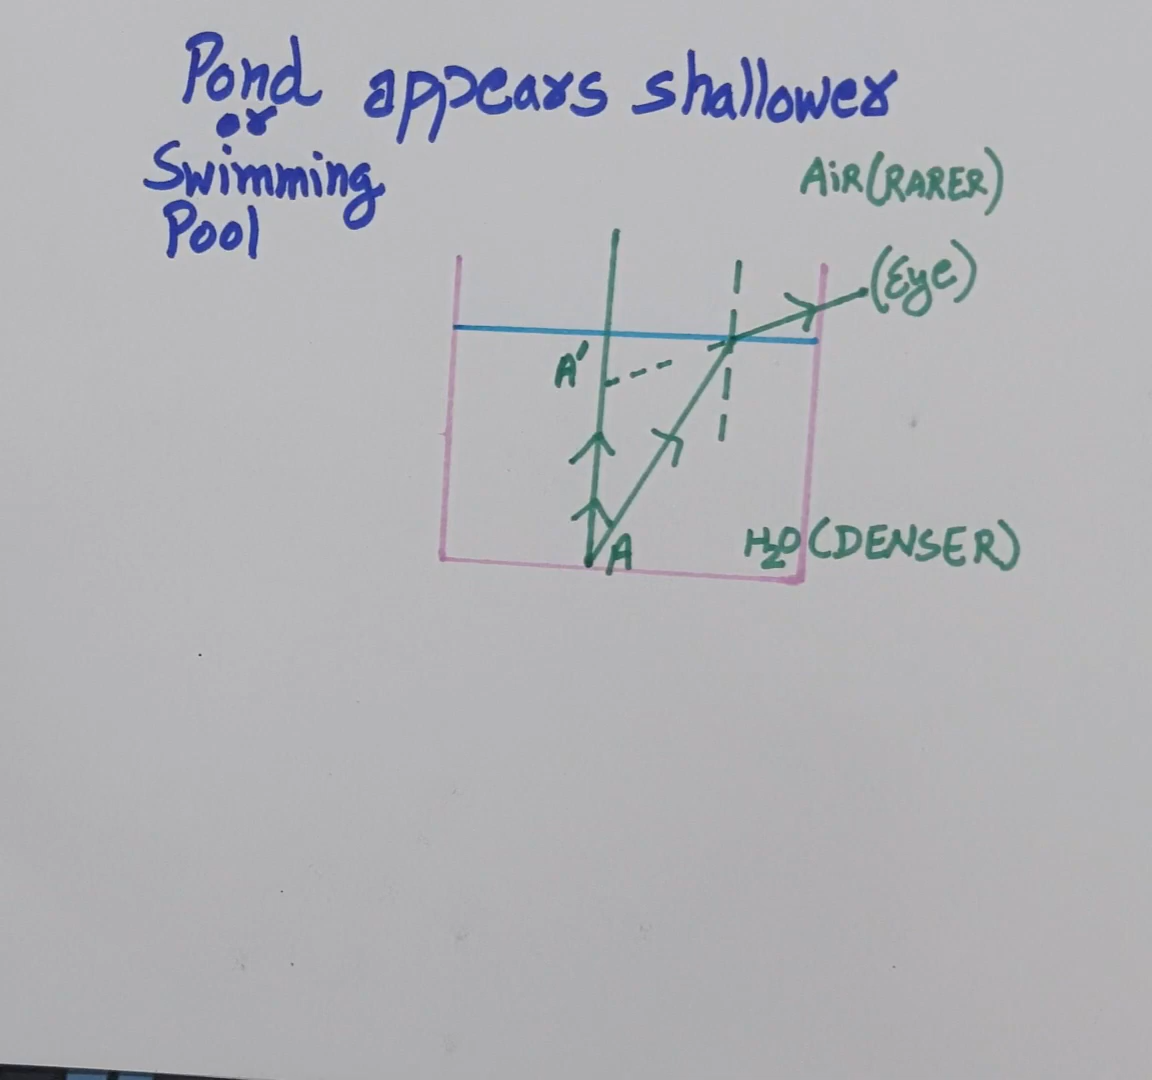 Pond appears shallower
or
Swimming
Pool
AiR(RARER)
(Eye)
A'
A
H2O(DENSER)